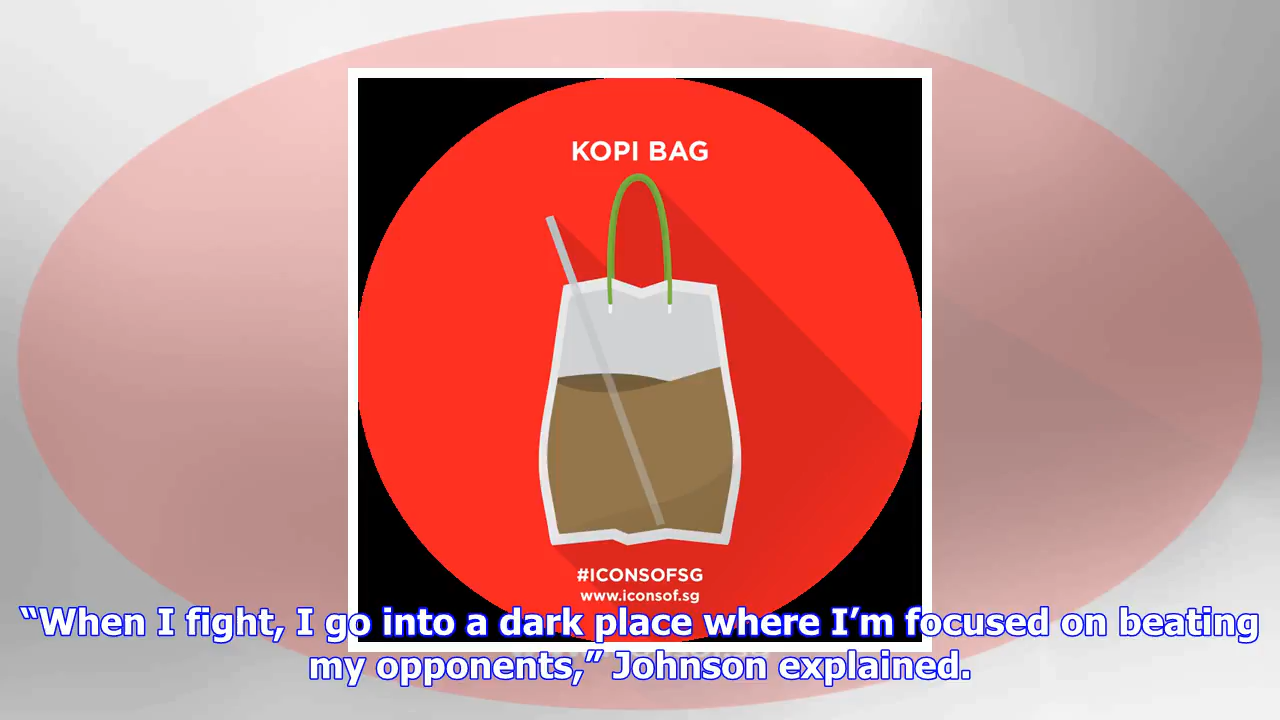 KOPI BAG
#ICONSOFSG
www.iconsof.sg
“When I fight, I go into a dark place where I’m focused on beating
my opponents,” Johnson explained.